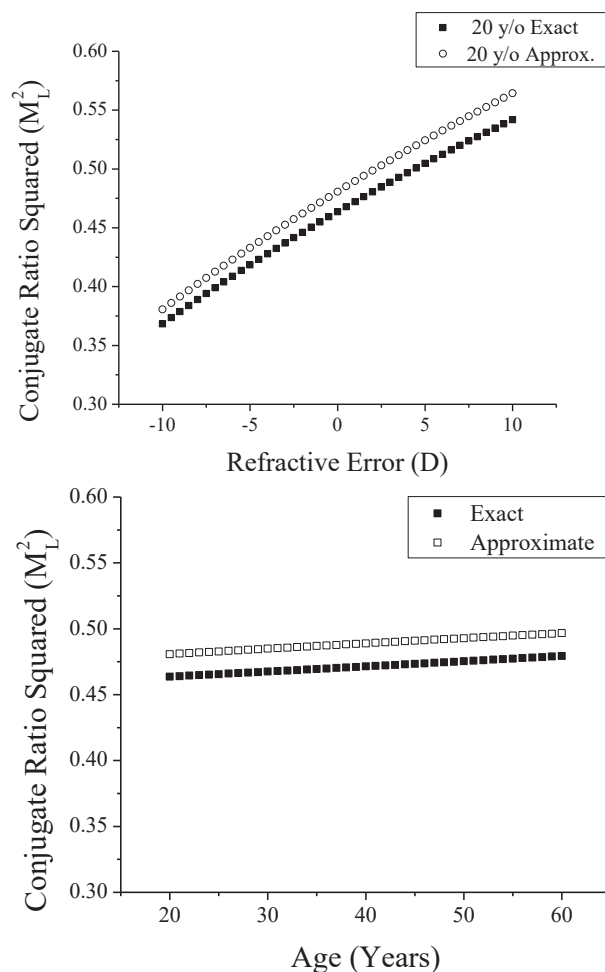 20 y/o Exact
20 y/o Approx.
0.60
0.55
0.50
0.45
0.40
0.35
0.30
Conjugate Ratio Squared (M_L^2)
-10 -5 0 5 10
Refractive Error (D)
Exact
Approximate
0.60
0.55
0.50
0.45
0.40
0.35
0.30
Conjugate Ratio Squared (M_L^2)
20 30 40 50 60
Age (Years)